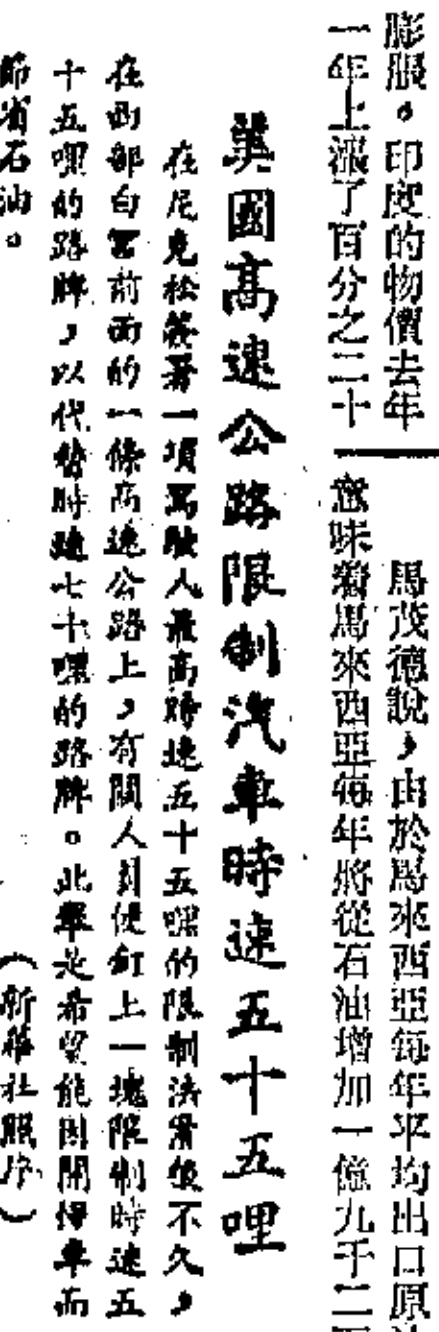 膨脹。印度的物價去年
一年上漲了百分之二十
馬茂德說，由於馬來西亞每年平均出口原
意味着馬來西亞每年將從石油增加一億九千二
美國高速公路限制汽車時速五十五哩
在尼克松簽署一項駕駛人最高時速五十五哩的限制法案後不久，
在西部白宮前面的一條高速公路上，有關人員便釘上一塊限制時速五
十五哩的路牌，以代替時速七十哩的路牌。此舉是希望能因開慢車而
節省石油。
（新華社照片）